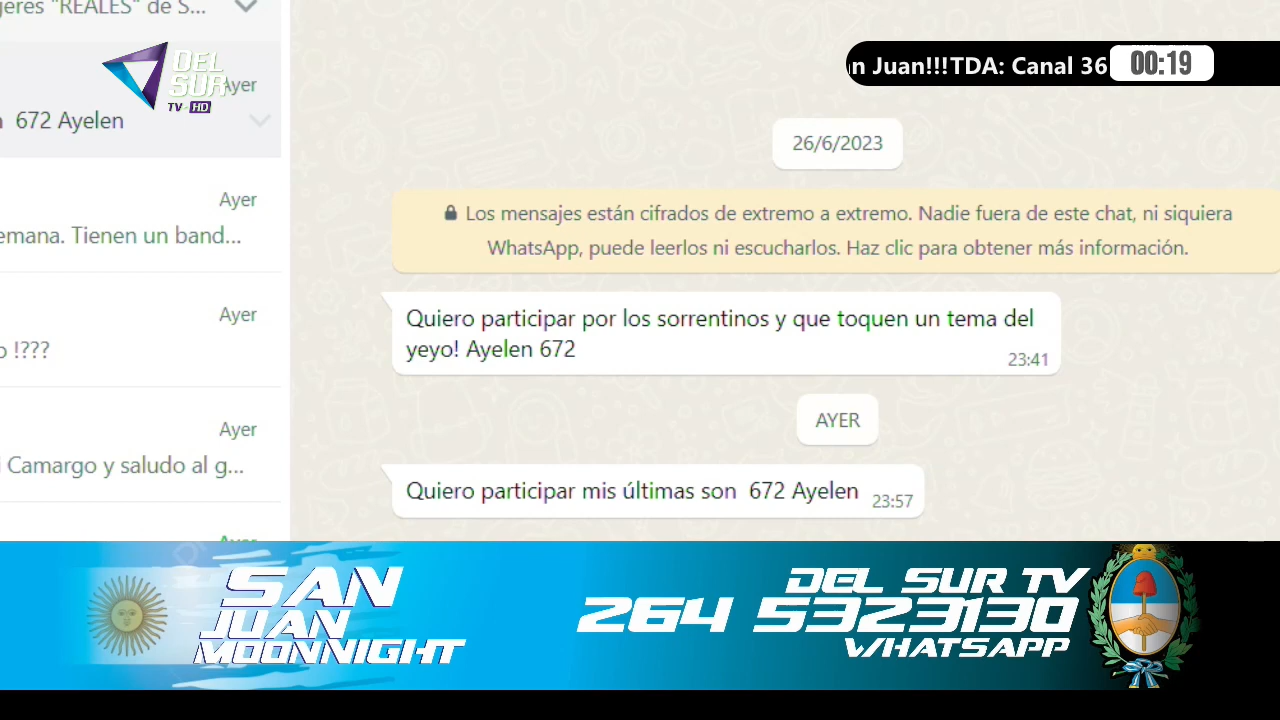 jeres "REALES" de S...
DEL
SUR
TV - HD
Ayer
672 Ayelen
n Juan!!!TDA: Canal 36
00:19
26/6/2023
Ayer
emana. Tienen un band...
Los mensajes están cifrados de extremo a extremo. Nadie fuera de este chat, ni siquiera
WhatsApp, puede leerlos ni escucharlos. Haz clic para obtener más información.
Ayer
o !???
Quiero participar por los sorrentinos y que toquen un tema del
yeyo! Ayelen 672
23:41
AYER
Ayer
i Camargo y saludo al g...
Quiero participar mis últimas son 672 Ayelen
23:57
Ayer
SAN
JUAN
MOONNIGHT
DEL SUR TV
264 5323130
WHATSAPP